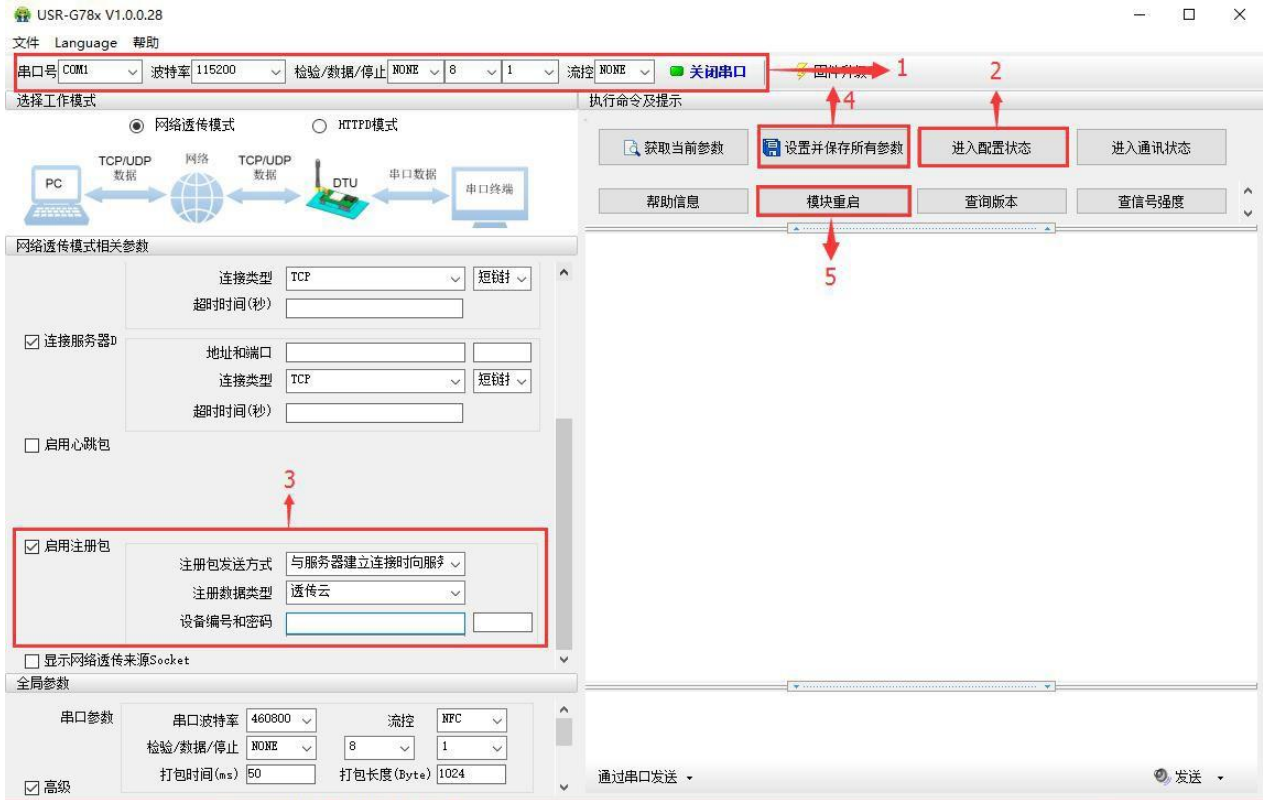 USR-G78x V1.0.0.28
文件 Language 帮助
串口号 COM1 波特率 115200 检验/数据/停止 NONE 8 1 流控 NONE 关闭串口 固件升级 1 2
选择工作模式 执行命令及提示 4
网络透传模式 HTTPD模式
获取当前参数 设置并保存所有参数 进入配置状态 进入通讯状态
TCP/UDP 网络 TCP/UDP
数据 数据 串口数据
PC DTU 串口终端
帮助信息 模块重启 查询版本 查信号强度
网络透传模式相关参数
5
连接类型 TCP 短链接
超时时间(秒)
连接服务器D
地址和端口
连接类型 TCP 短链接
超时时间(秒)
启用心跳包
3
启用注册包
注册包发送方式 与服务器建立连接时向服务
注册数据类型 透传云
设备编号和密码
显示网络透传来源Socket
全局参数
串口参数 串口波特率 460800 流控 NFC
检验/数据/停止 NONE 8 1
打包时间(ms) 50 打包长度(Byte) 1024
高级
通过串口发送 发送